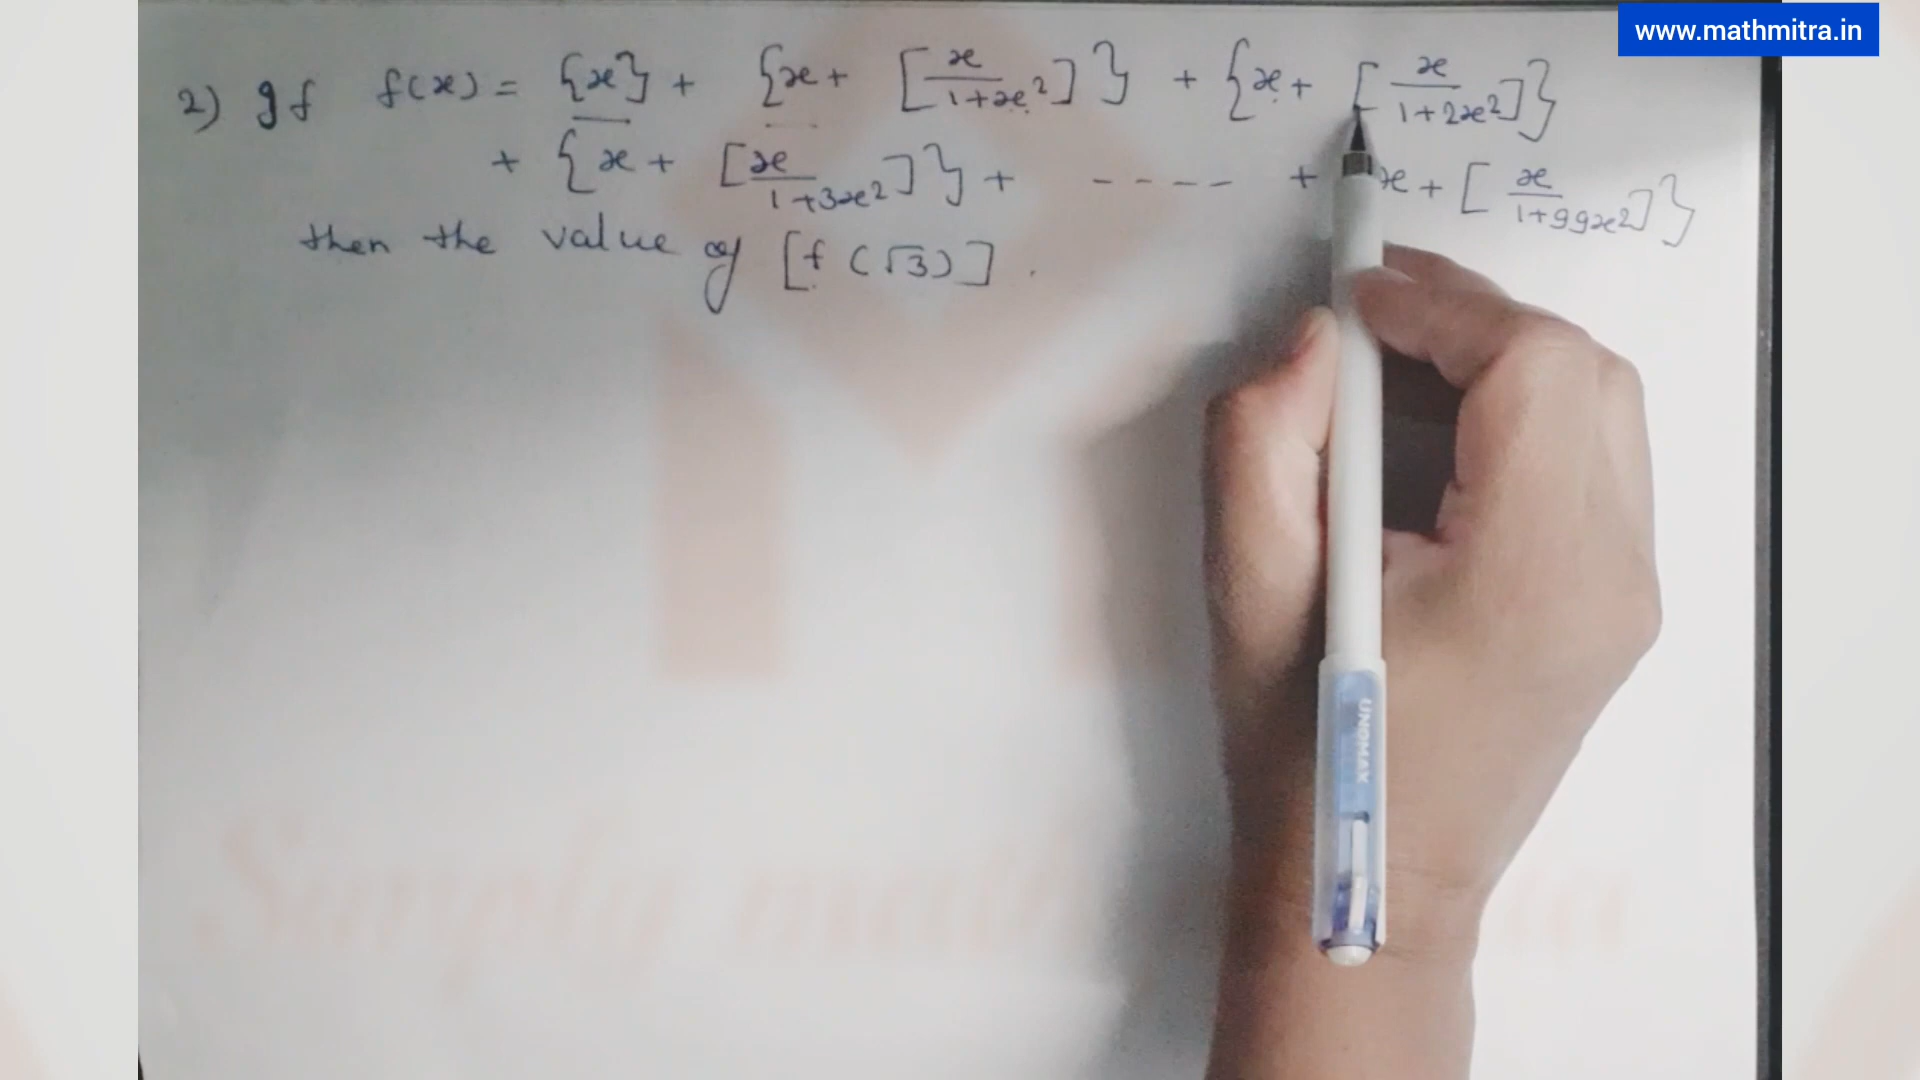 www.mathmitra.in
2) If f(x) = {x} + {x + [x/1+x²]} + {x + [x/1+2x²]}
+ {x + [x/1+3x²]} + ---- + x + [x/1+99x²]}
then the value of [f(√3)].
UNOMAX